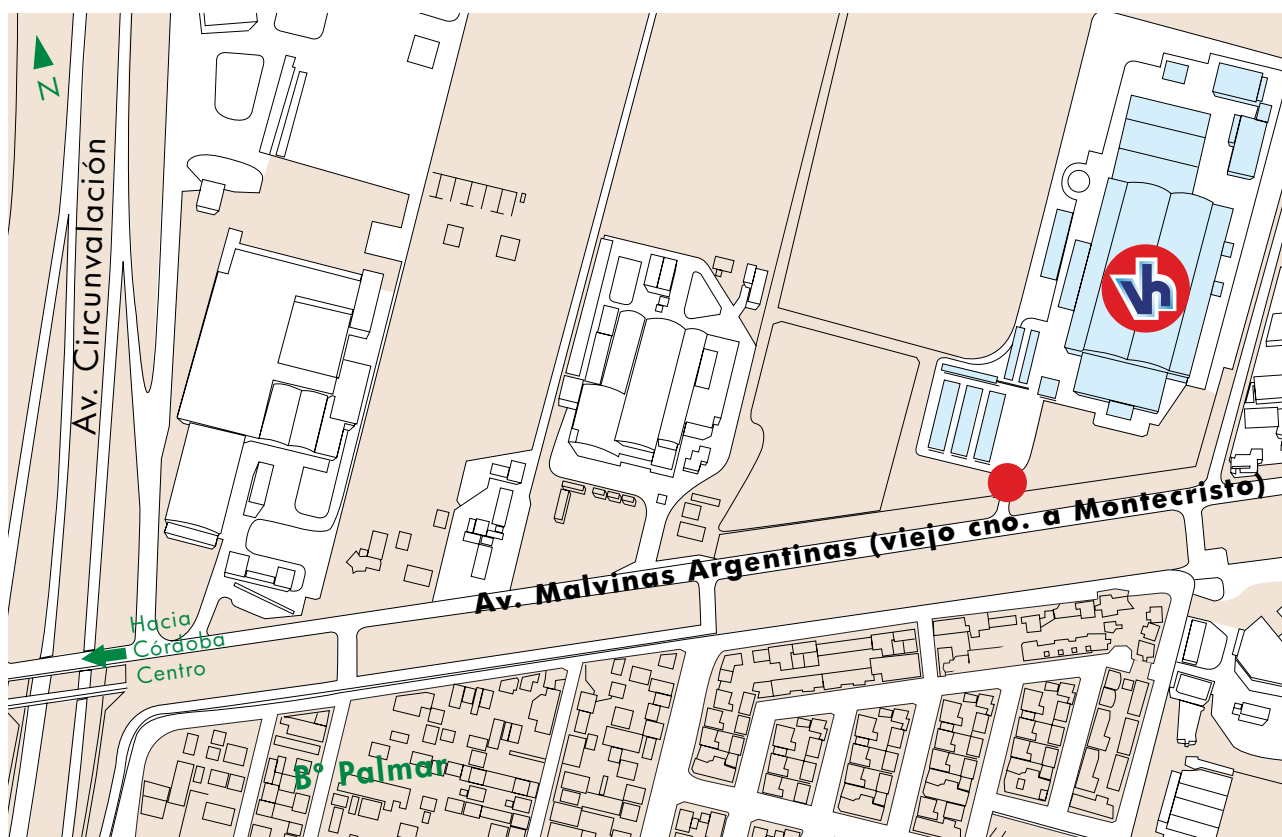 N
Av. Circunvalación
vh
Av. Malvinas Argentinas (viejo cno. a Montecristo)
Hacia
Córdoba
Centro
B° Palmar